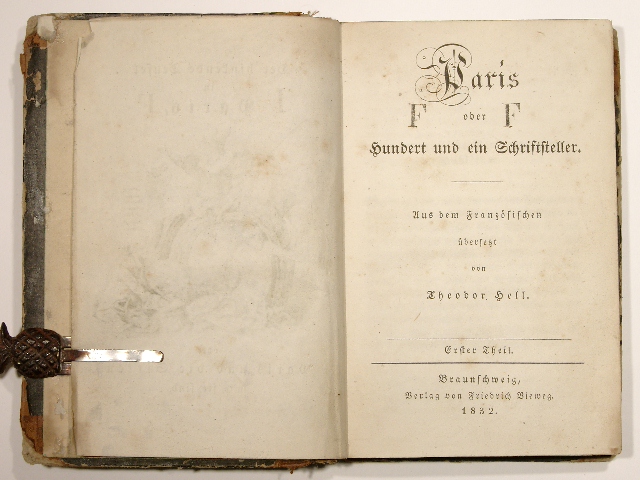 Paris
F oder F
Hundert und ein Schriftsteller.
Aus dem Französischen
übersetzt
von
Theodor Hell.
Erster Theil.
Braunschweig,
Verlag von Friedrich Vieweg.
1832.